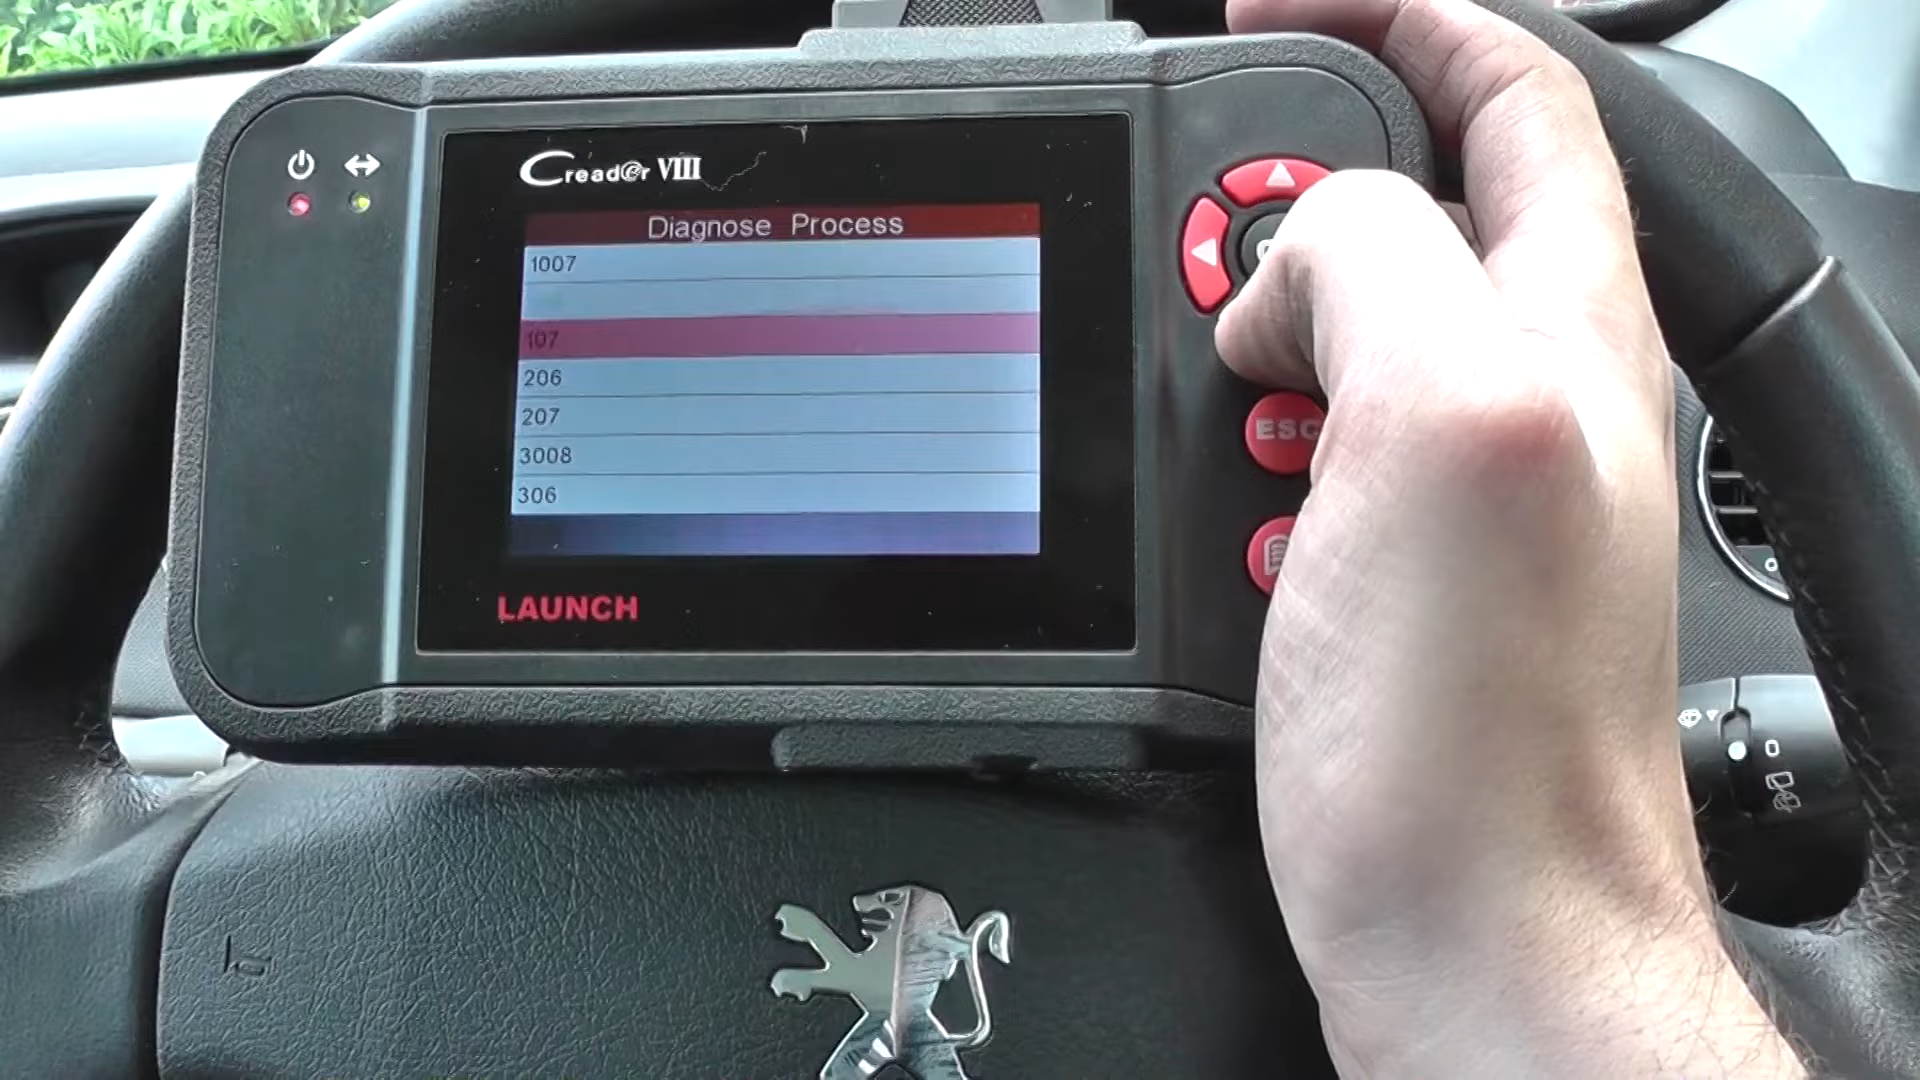 Cread@r VIII
Diagnose Process
1007
107
206
207
3008
306
LAUNCH
ESC